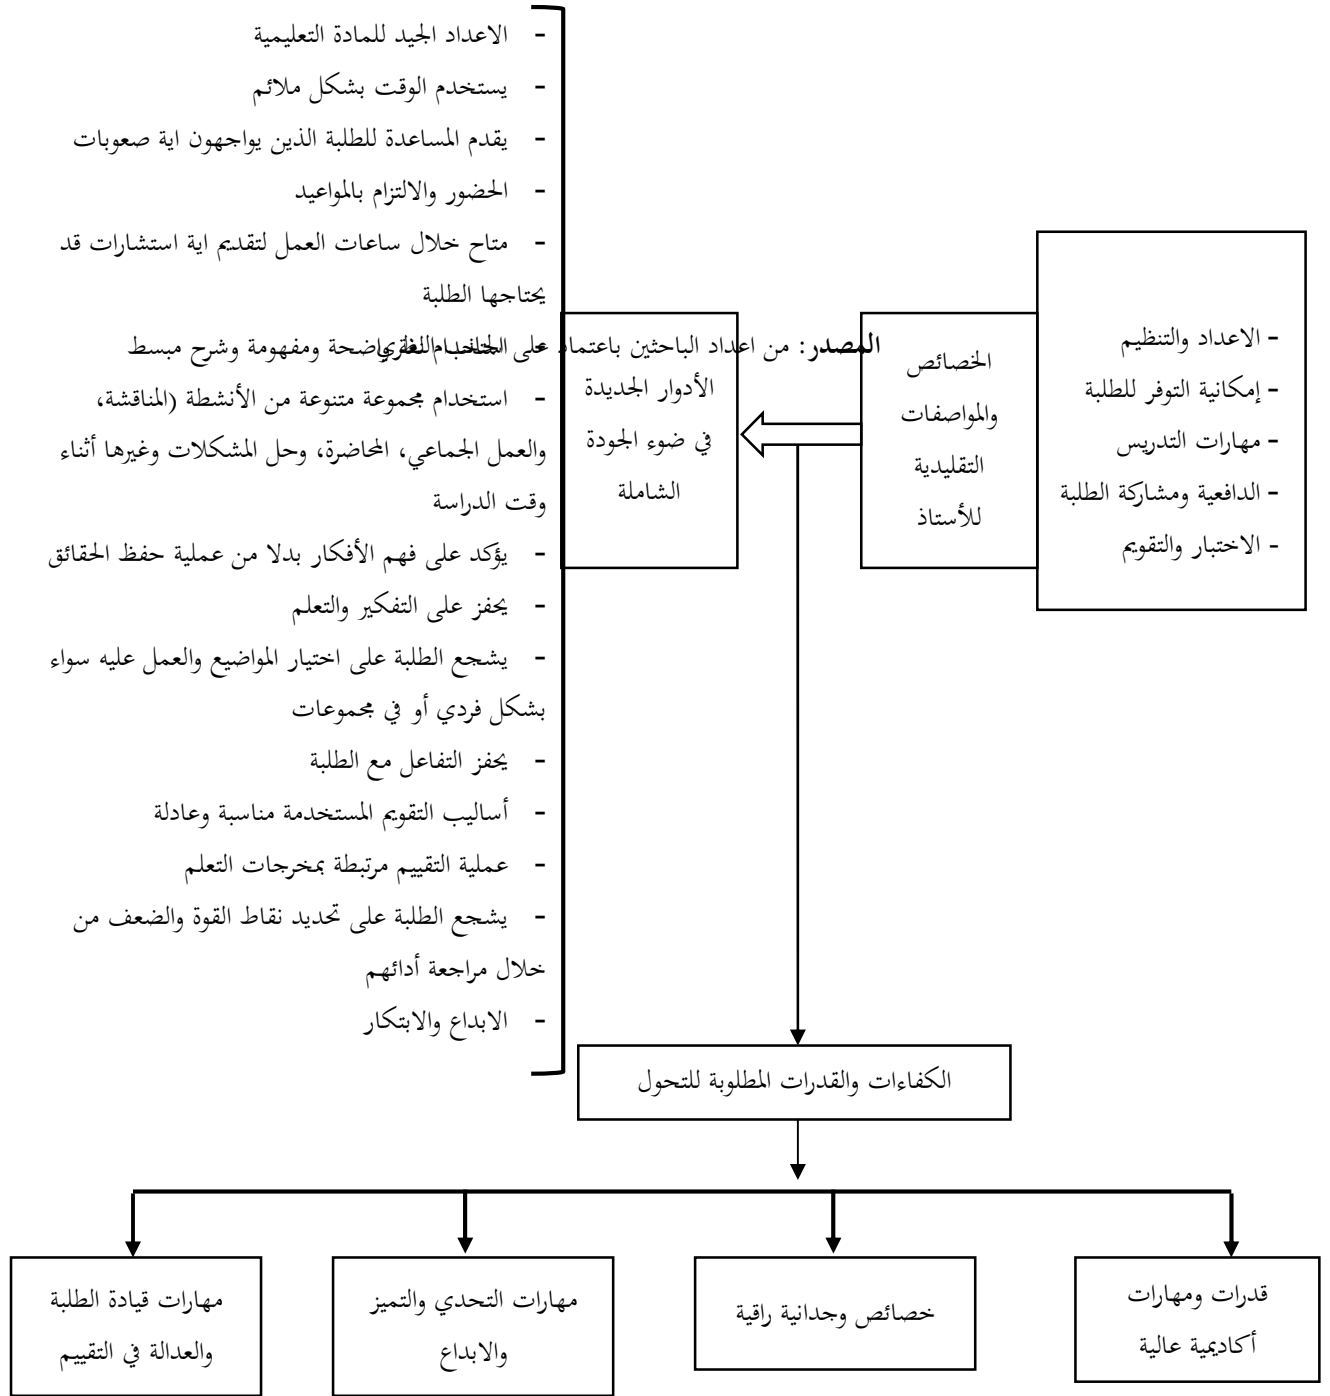 - الاعداد الجيد للمادة التعليمية
- يستخدم الوقت بشكل ملائم
- يقدم المساعدة للطلبة الذين يواجهون اية صعوبات
- الحضور والالتزام بالمواعيد
- متاح خلال ساعات العمل لتقديم اية استشارات قد
يحتاجها الطلبة
- استخدام لغة واضحة ومفهومة وشرح مبسط
- استخدام مجموعة متنوعة من الأنشطة (المناقشة،
والعمل الجماعي، المحاضرة، وحل المشكلات وغيرها أثناء
وقت الدراسة
- يؤكد على فهم الأفكار بدلا من عملية حفظ الحقائق
- يحفز على التفكير والتعلم
- يشجع الطلبة على اختيار المواضيع والعمل عليه سواء
بشكل فردي أو في مجموعات
- يحفز التفاعل مع الطلبة
- أساليب التقويم المستخدمة مناسبة وعادلة
- عملية التقييم مرتبطة بمخرجات التعلم
- يشجع الطلبة على تحديد نقاط القوة والضعف من
خلال مراجعة أدائهم
- الابداع والابتكار
المصدر: من اعداد الباحثين باعتماد على الجانب النظري
- الاعداد والتنظيم
- إمكانية التوفر للطلبة
- مهارات التدريس
- الدافعية ومشاركة الطلبة
- الاختبار والتقويم
الخصائص
والمواصفات
التقليدية
للأستاذ
الأدوار الجديدة
في ضوء الجودة
الشاملة
الكفاءات والقدرات المطلوبة للتحول
قدرات ومهارات
أكاديمية عالية
خصائص وجدانية راقية
مهارات التحدي والتميز
والابداع
مهارات قيادة الطلبة
والعدالة في التقييم